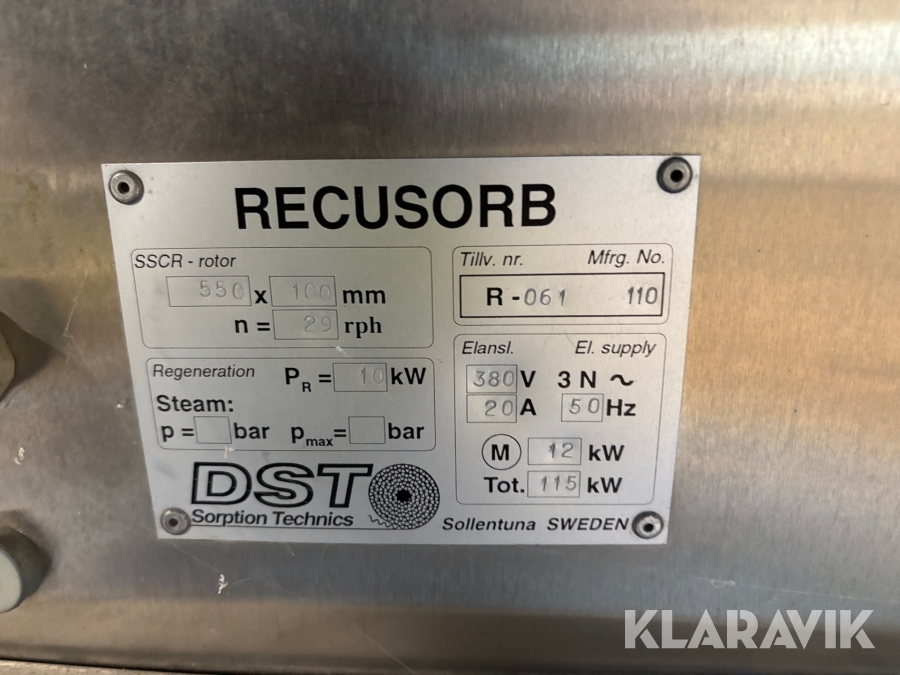 RECUSORB
SSCR - rotor
550 x 100 mm
n = 29 rph
Tillv. nr. Mfrg. No.
R - 061 110
Regeneration P_R = 10 kW
Steam:
p = bar p_max = bar
Elansl. El. supply
380 V 3 N ~
20 A 50 Hz
M 12 kW
Tot. 115 kW
DST
Sorption Technics
Sollentuna SWEDEN
KLARAVIK